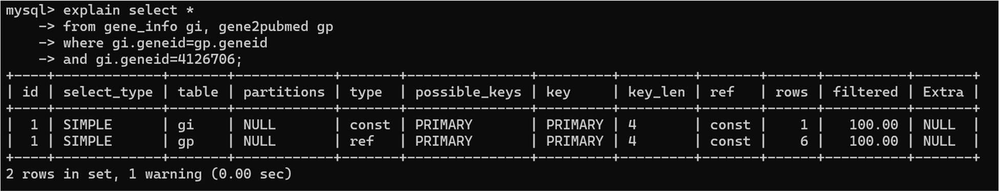 mysql> explain select *
    -> from gene_info gi, gene2pubmed gp
    -> where gi.geneid=gp.geneid
    -> and gi.geneid=4126706;
+----+-------------+-------+------------+-------+---------------+---------+---------+-------+------+----------+-------+
| id | select_type | table | partitions | type  | possible_keys | key     | key_len | ref   | rows | filtered | Extra |
+----+-------------+-------+------------+-------+---------------+---------+---------+-------+------+----------+-------+
|  1 | SIMPLE      | gi    | NULL       | const | PRIMARY       | PRIMARY | 4       | const |    1 |   100.00 | NULL  |
|  1 | SIMPLE      | gp    | NULL       | ref   | PRIMARY       | PRIMARY | 4       | const |    6 |   100.00 | NULL  |
+----+-------------+-------+------------+-------+---------------+---------+---------+-------+------+----------+-------+
2 rows in set, 1 warning (0.00 sec)